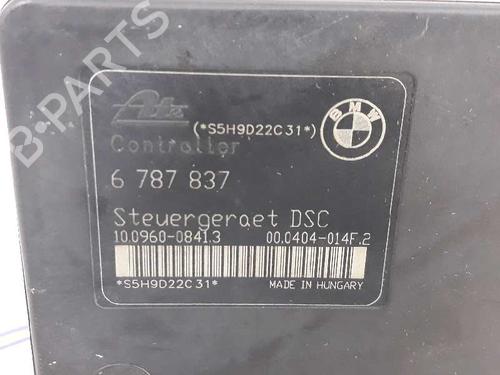 B-PARTS
Ate
(*S5H9D22C31*)
BMW
Controller
6 787 837
Steuergeraet DSC
10.0960-0841.3
00.0404-014F.2
*S5H9D22C31*
MADE IN HUNGARY